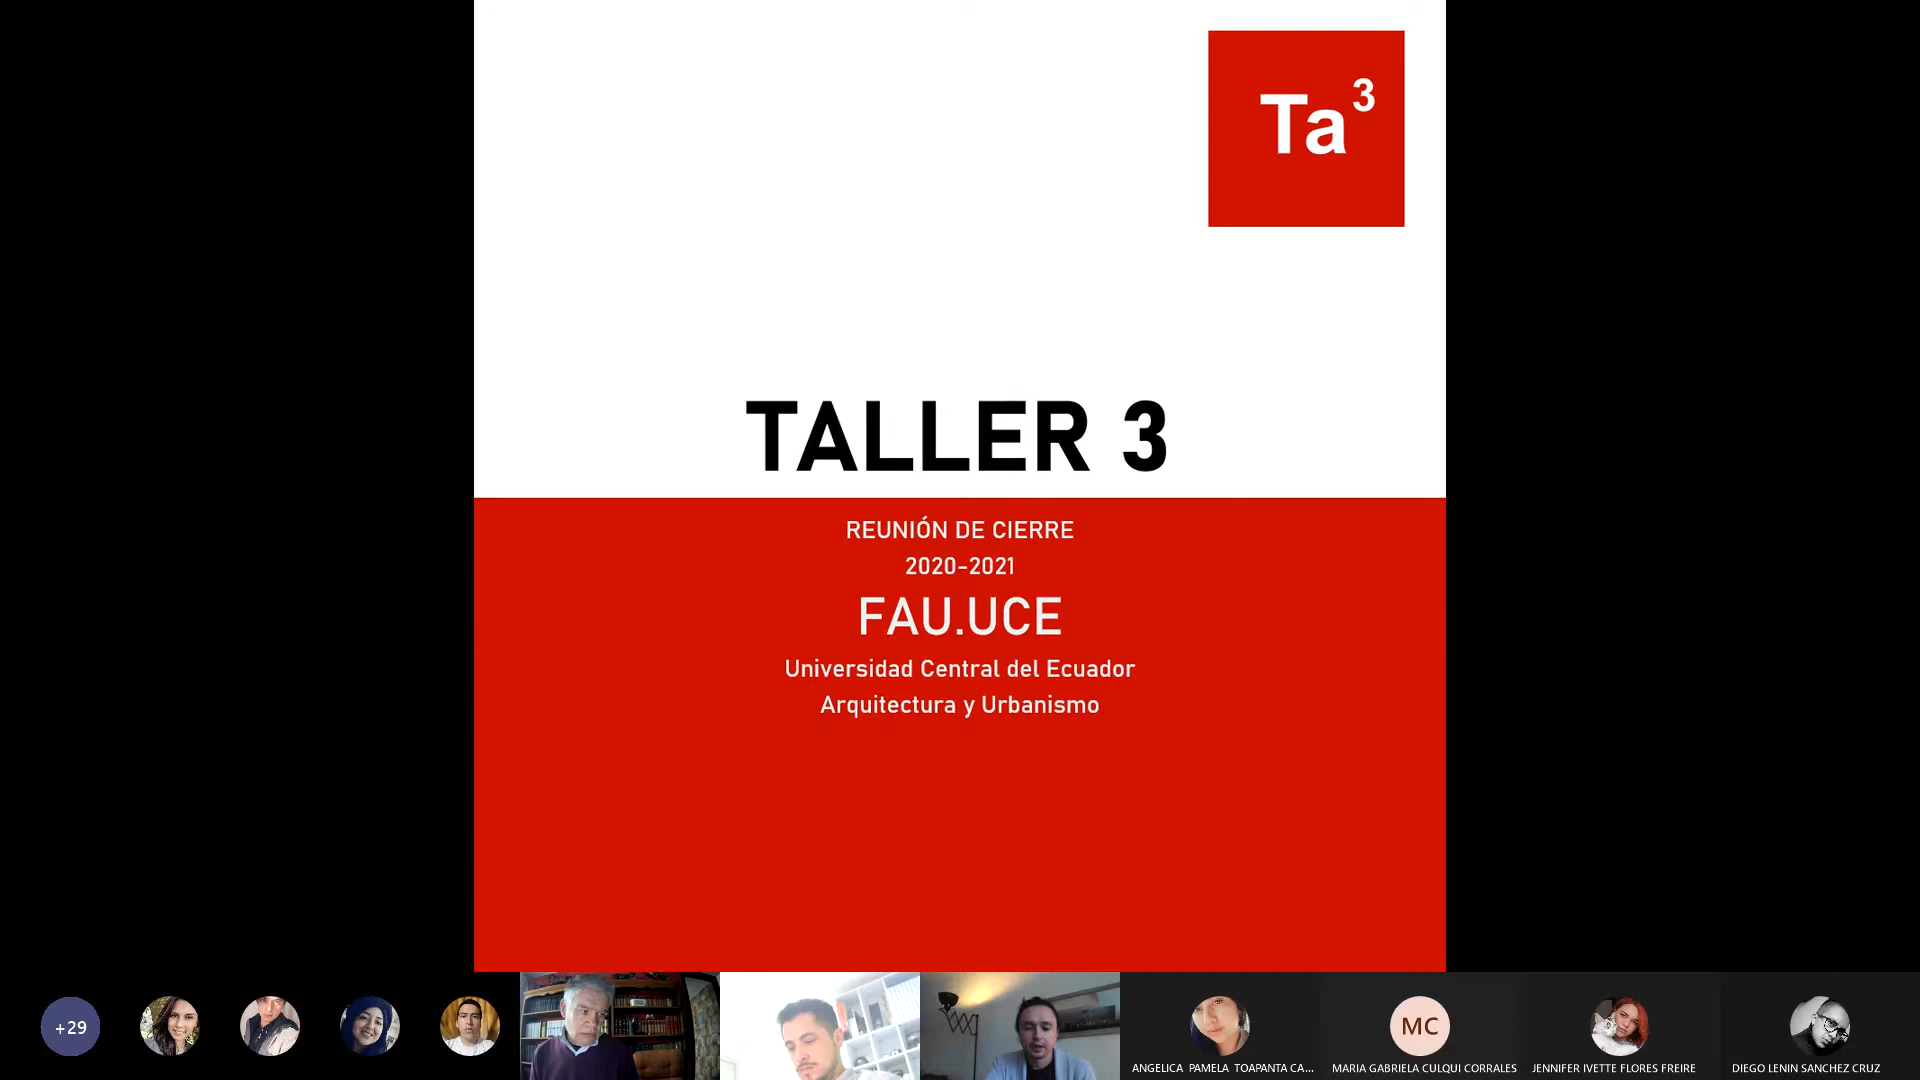 Ta³
TALLER 3
REUNIÓN DE CIERRE
2020-2021
FAU.UCE
Universidad Central del Ecuador
Arquitectura y Urbanismo
+29
ANGELICA PAMELA TOAPANTA CA...
MC
MARIA GABRIELA CULQUI CORRALES
JENNIFER IVETTE FLORES FREIRE
DIEGO LENIN SANCHEZ CRUZ